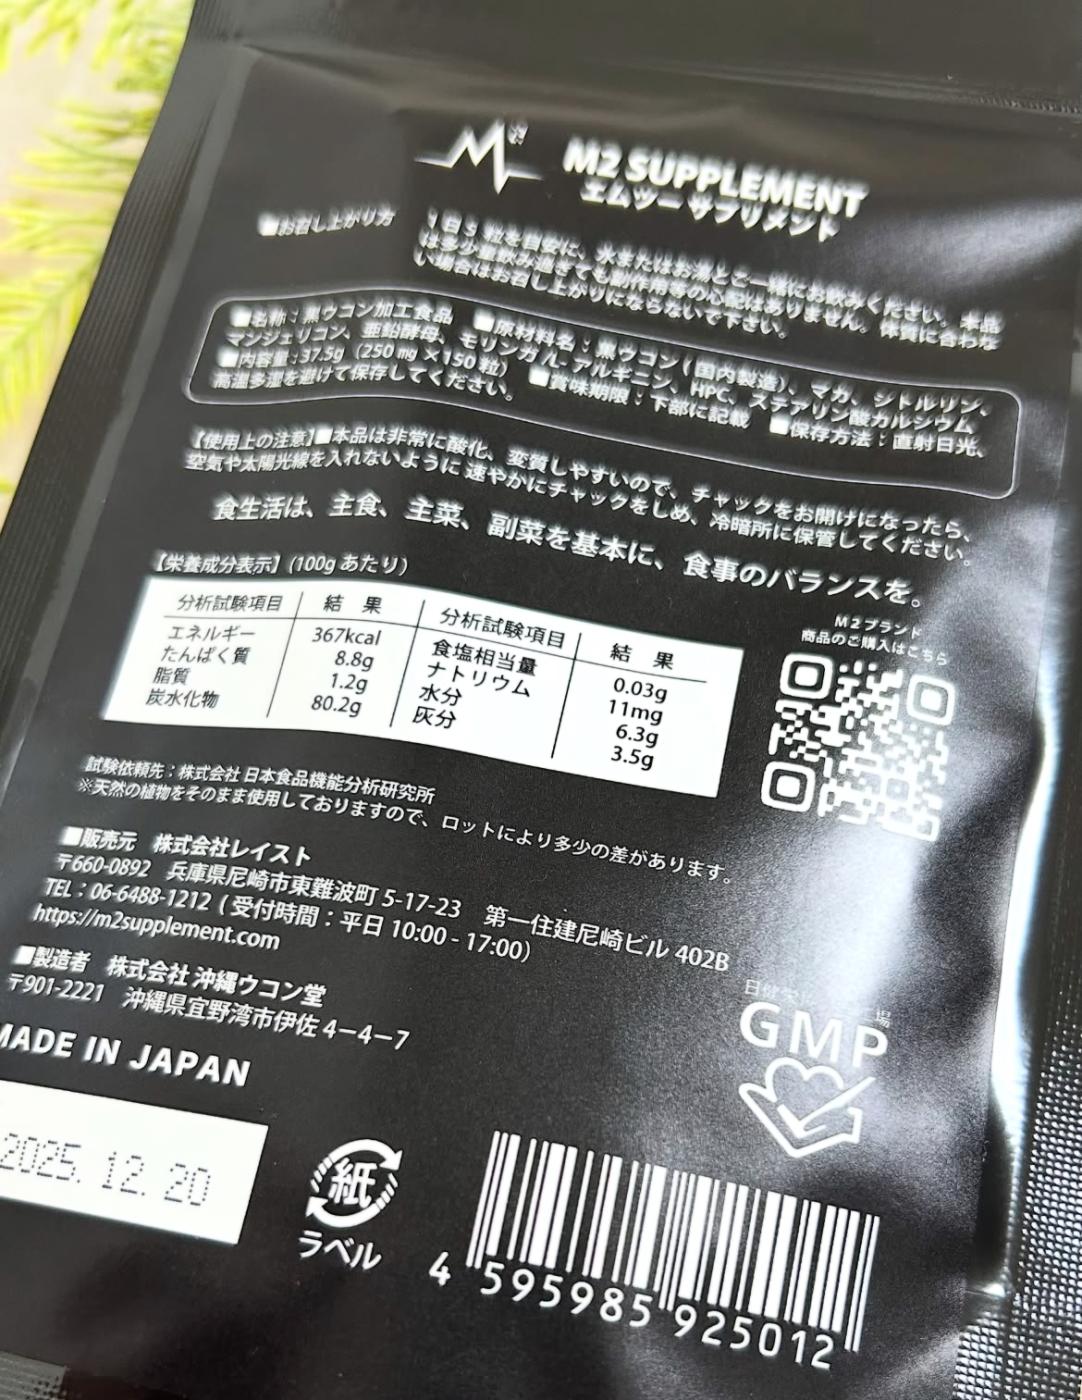 M2 SUPPLEMENT
エムツー サプリメント
■お召し上がり方 1日5粒を目安に、水またはお湯とご一緒にお飲みください。本品
は多少量飲み過ぎても副作用等の心配はありません。体質に合わな
い場合はお召し上がりにならないで下さい。
■名称:黒ウコン加工食品 ■原材料名:黒ウコン(国内製造)、マカ、シトルリン、
マンジェリコン、亜鉛酵母、モリンガ/L-アルギニン、HPC、ステアリン酸カルシウム
■内容量:37.5g(250㎎×150粒) ■賞味期限:下部に記載 ■保存方法:直射日光、
高温多湿を避けて保存してください。
【使用上の注意】■本品は非常に酸化、変質しやすいので、チャックをお開けになったら、
空気や太陽光線を入れないように速やかにチャックをしめ、冷暗所に保管してください。
食生活は、主食、主菜、副菜を基本に、食事のバランスを。
【栄養成分表示】(100gあたり)
分析試験項目 結 果 分析試験項目 結 果
エネルギー 367kcal 食塩相当量 0.03g
たんぱく質 8.8g ナトリウム 11mg
脂質 1.2g 水分 6.3g
炭水化物 80.2g 灰分 3.5g
M2ブランド
商品のご購入はこちら
試験依頼先:株式会社 日本食品機能分析研究所
※天然の植物をそのまま使用しておりますので、ロットにより多少の差があります。
■販売元 株式会社レイスト
〒660-0892 兵庫県尼崎市東難波町 5-17-23 第一住建尼崎ビル 402B
TEL:06-6488-1212(受付時間:平日 10:00 - 17:00)
https://m2supplement.com
■製造者 株式会社 沖縄ウコン堂
〒901-2221 沖縄県宜野湾市伊佐 4-4-7
MADE IN JAPAN
GMP
2025. 12. 20
紙
ラベル
4 595985 925012